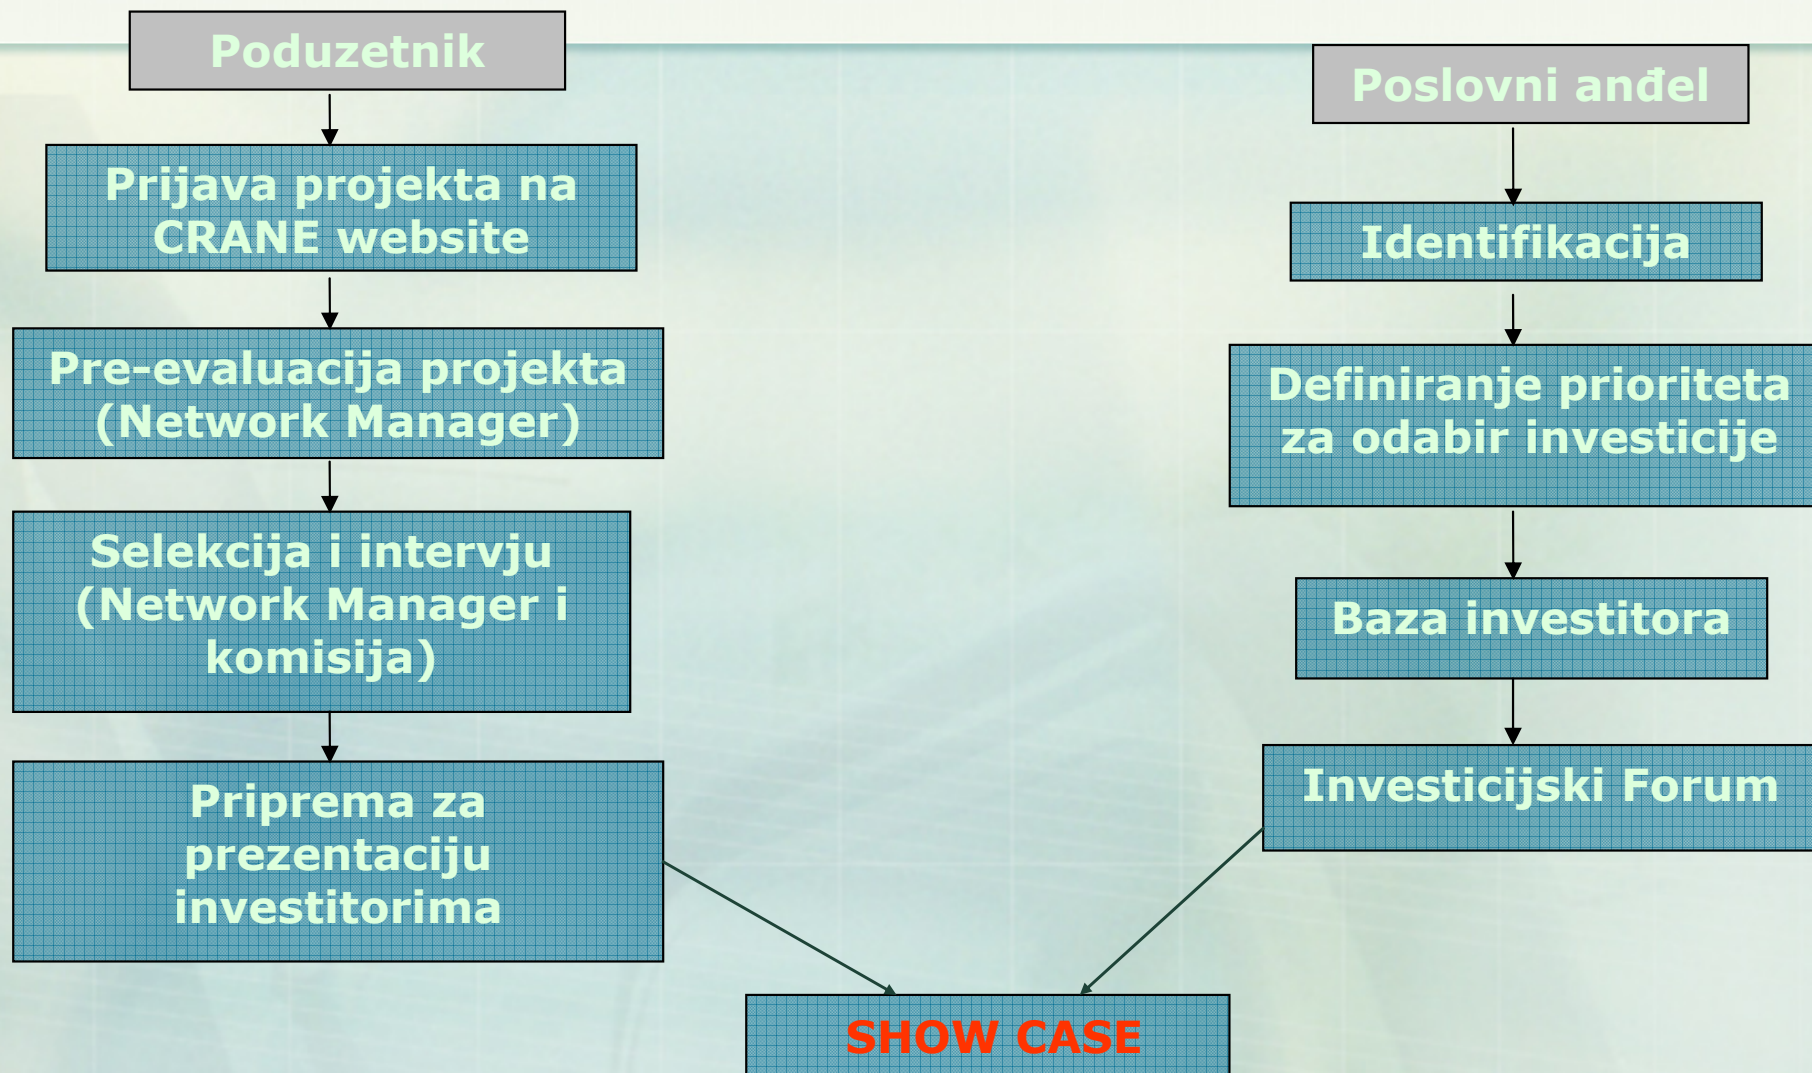 Poduzetnik
Prijava projekta na
CRANE website
Pre-evaluacija projekta
(Network Manager)
Selekcija i intervju
(Network Manager i
komisija)
Priprema za
prezentaciju
investitorima
Poslovni anđel
Identifikacija
Definiranje prioriteta
za odabir investicije
Baza investitora
Investicijski Forum
SHOW CASE